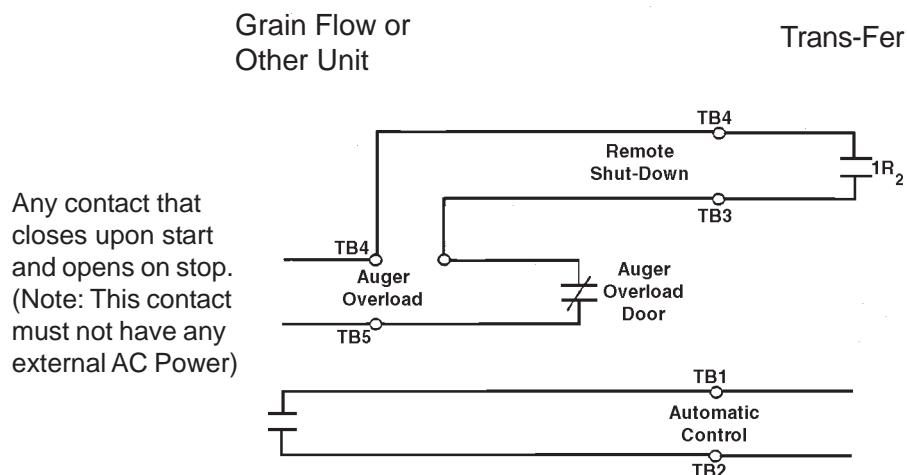 Grain Flow or
Other Unit
Trans-Fer
TB4
Remote
Shut-Down
1R2
TB3
Any contact that
closes upon start
and opens on stop.
(Note: This contact
must not have any
external AC Power)
TB4
Auger
Overload
TB5
Auger
Overload
Door
TB1
Automatic
Control
TB2